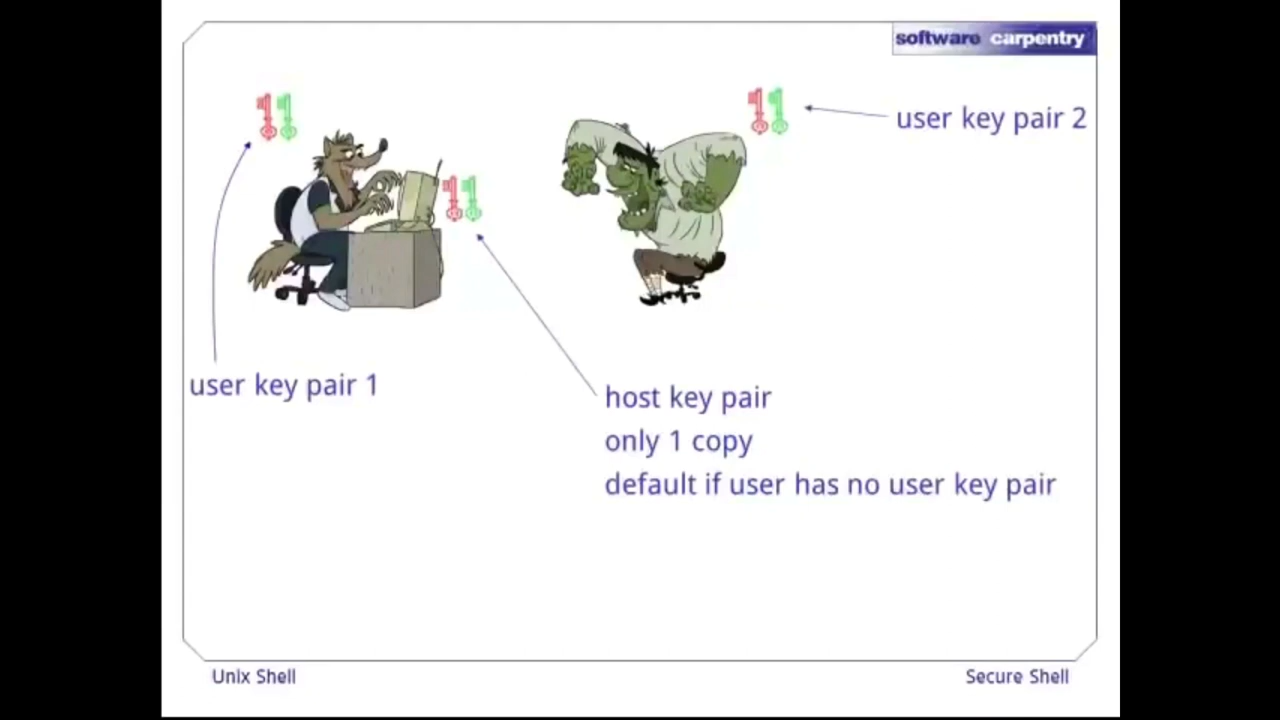 software carpentry
user key pair 2
user key pair 1
host key pair
only 1 copy
default if user has no user key pair
Unix Shell
Secure Shell